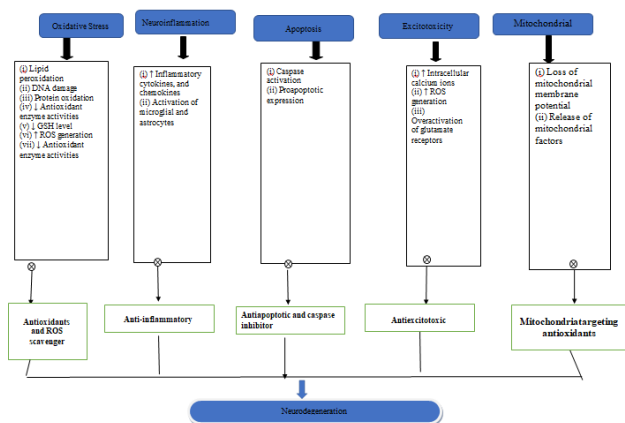 Oxidative Stress
Neuroinflammation
Apoptosis
Excitotoxicity
Mitochondrial
(i) Lipid
peroxidation
(ii) DNA damage
(iii) Protein oxidation
(iv) ↓ Antioxidant
enzyme activities
(v) ↓ GSH level
(vi) ↑ ROS generation
(vii) ↓ Antioxidant
enzyme activities
(i) ↑ Inflammatory
cytokines, and
chemokines
(ii) Activation of
microglial and
astrocytes
(i) Caspase
activation
(ii) Proapoptotic
expression
(i) ↑ Intracellular
calcium ions
(ii) ↑ ROS
generation
(iii)
Overactivation of
glutamate
receptors
(i) Loss of
mitochondrial
membrane
potential
(ii) Release of
mitochondrial
factors
Antioxidants
and ROS
scavenger
Anti-inflammatory
Antiapoptotic and caspase
inhibitor
Antiexcitotoxic
Mitochondriatargeting
antioxidants
Neurodegeneration